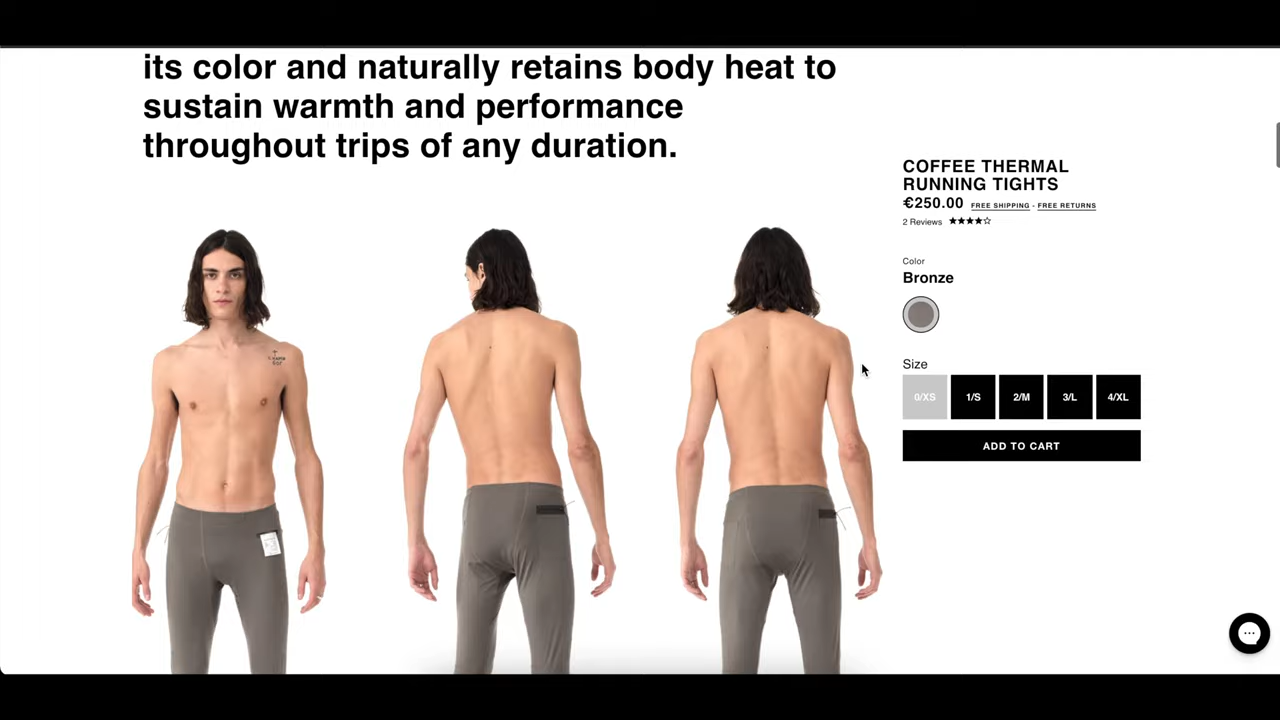 its color and naturally retains body heat to
sustain warmth and performance
throughout trips of any duration.
COFFEE THERMAL
RUNNING TIGHTS
€250.00 FREE SHIPPING - FREE RETURNS
2 Reviews
Color
Bronze
Size
0/XS 1/S 2/M 3/L 4/XL
ADD TO CART